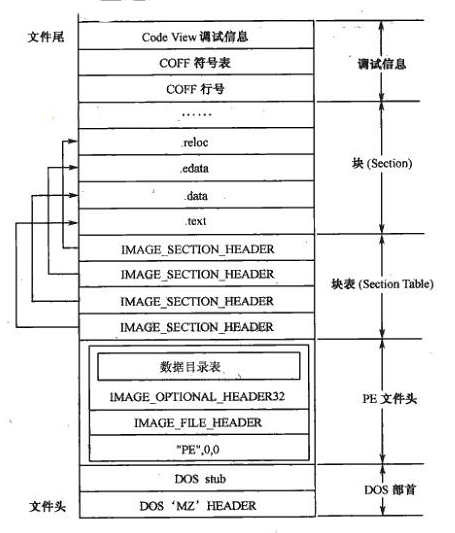 文件尾
Code View 调试信息
COFF 符号表
COFF 行号
调试信息
······
.reloc
.edata
.data
.text
块 (Section)
IMAGE_SECTION_HEADER
IMAGE_SECTION_HEADER
IMAGE_SECTION_HEADER
IMAGE_SECTION_HEADER
块表 (Section Table)
数据目录表
IMAGE_OPTIONAL_HEADER32
IMAGE_FILE_HEADER
"PE",0,0
PE 文件头
DOS stub
DOS ‘MZ’ HEADER
DOS 部首
文件头